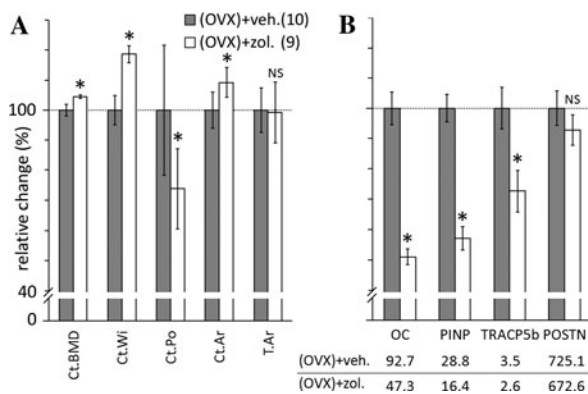 A
(OVX)+veh.(10)
(OVX)+zol. (9)
B
relative change (%)
100
40
0
* * * * NS
* * * NS
Ct.BMD Ct.Wi Ct.Po Ct.Ar T.Ar
OC PINP TRACP5b POSTN
(OVX)+veh. 92.7 28.8 3.5 725.1
(OVX)+zol. 47.3 16.4 2.6 672.6